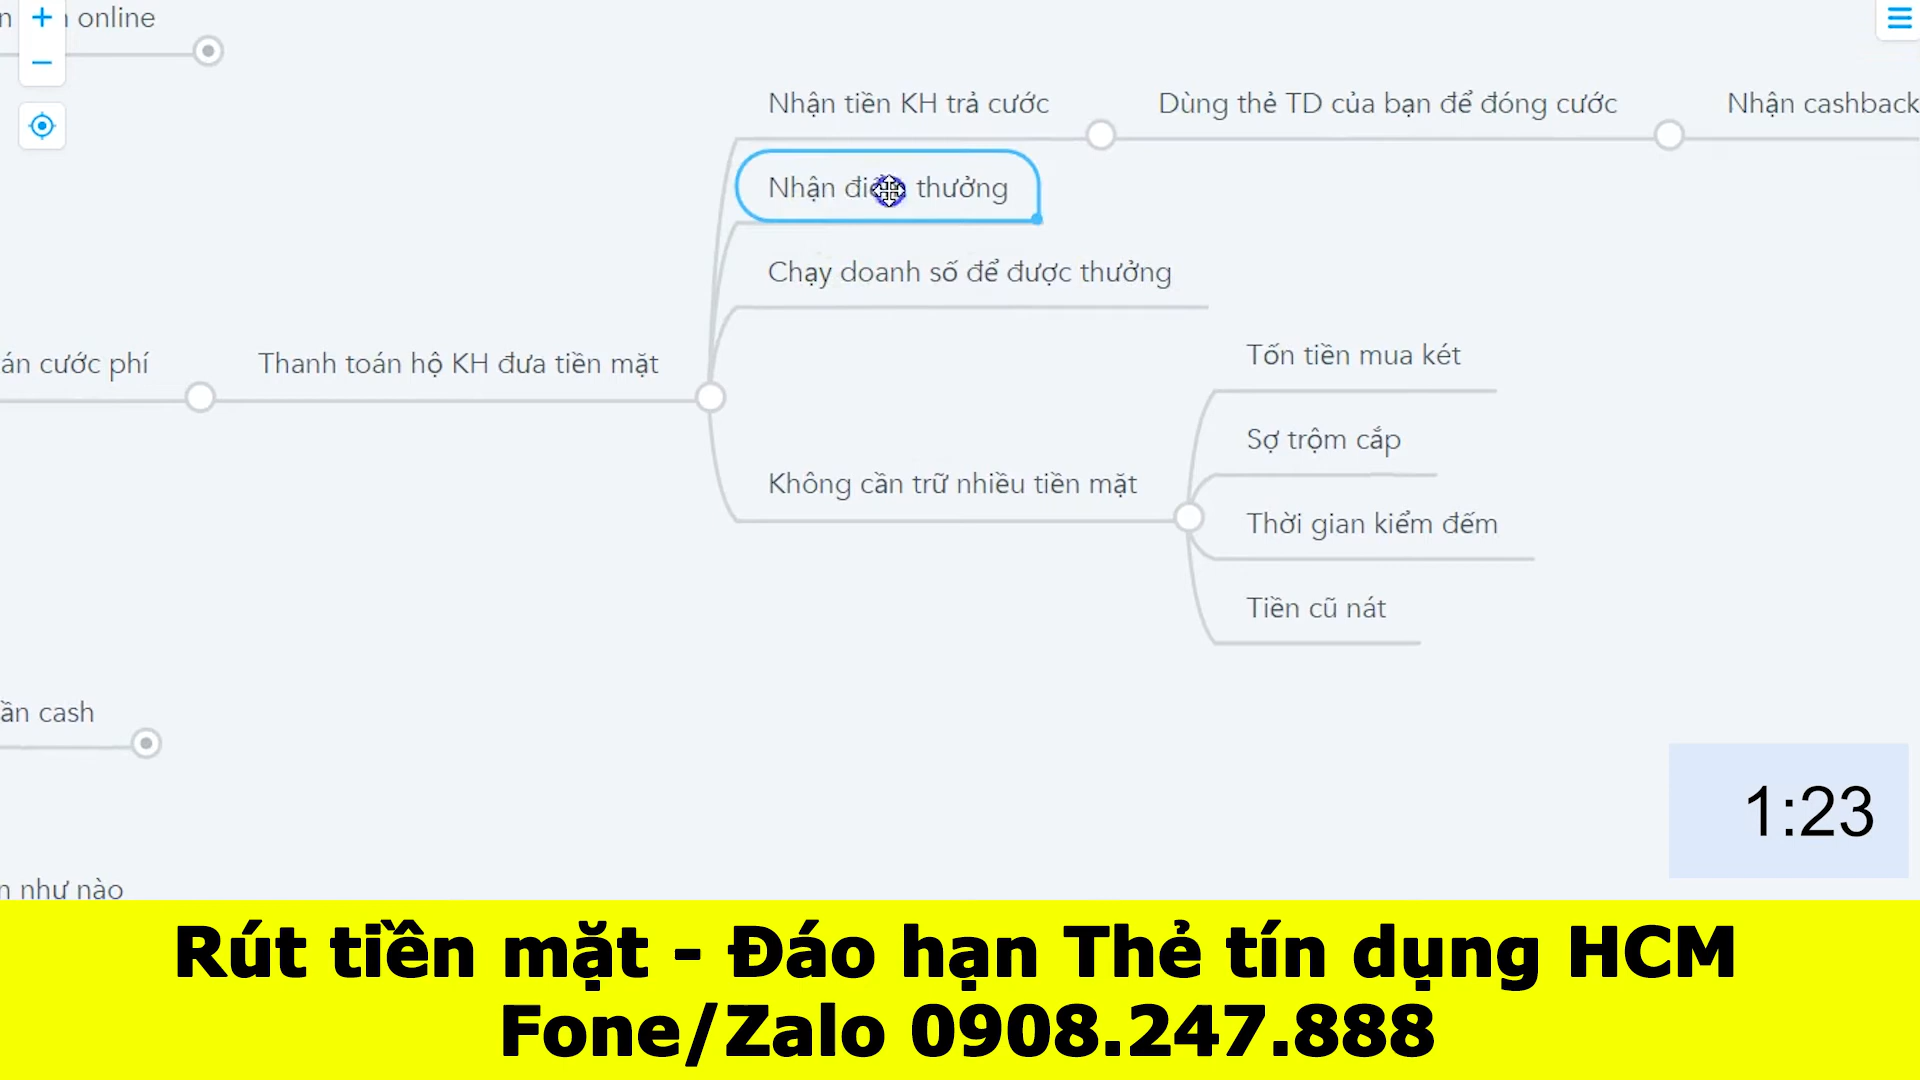 online
Nhận tiền KH trả cước
Dùng thẻ TD của bạn để đóng cước
Nhận cashback
Nhận điểm thưởng
Chạy doanh số để được thưởng
Tốn tiền mua két
án cước phí
Thanh toán hộ KH đưa tiền mặt
Sợ trộm cắp
Không cần trữ nhiều tiền mặt
Thời gian kiểm đếm
Tiền cũ nát
ần cash
1:23
n như nào
Rút tiền mặt - Đáo hạn Thẻ tín dụng HCM
Fone/Zalo 0908.247.888